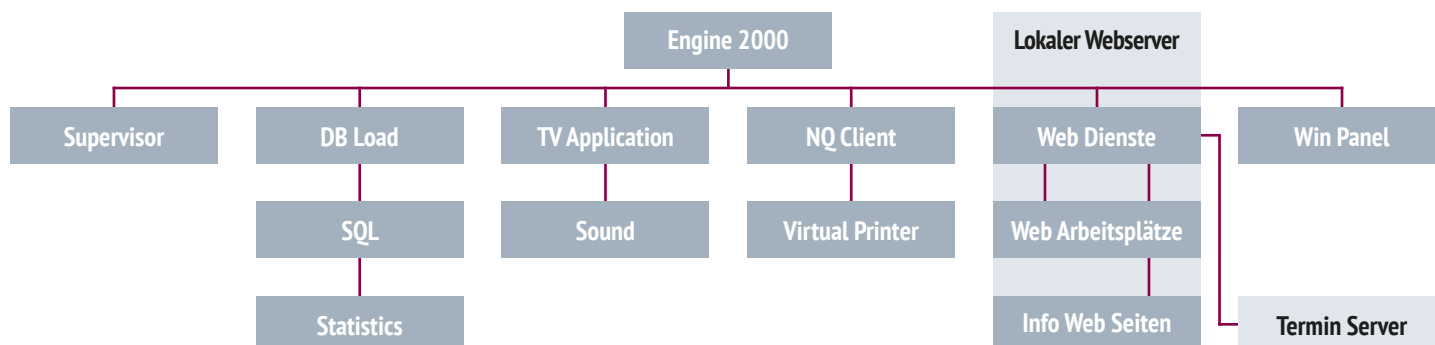 Engine 2000
Lokaler Webserver
Supervisor
DB Load
TV Application
NQ Client
Web Dienste
Win Panel
SQL
Sound
Virtual Printer
Web Arbeitsplätze
Statistics
Info Web Seiten
Termin Server